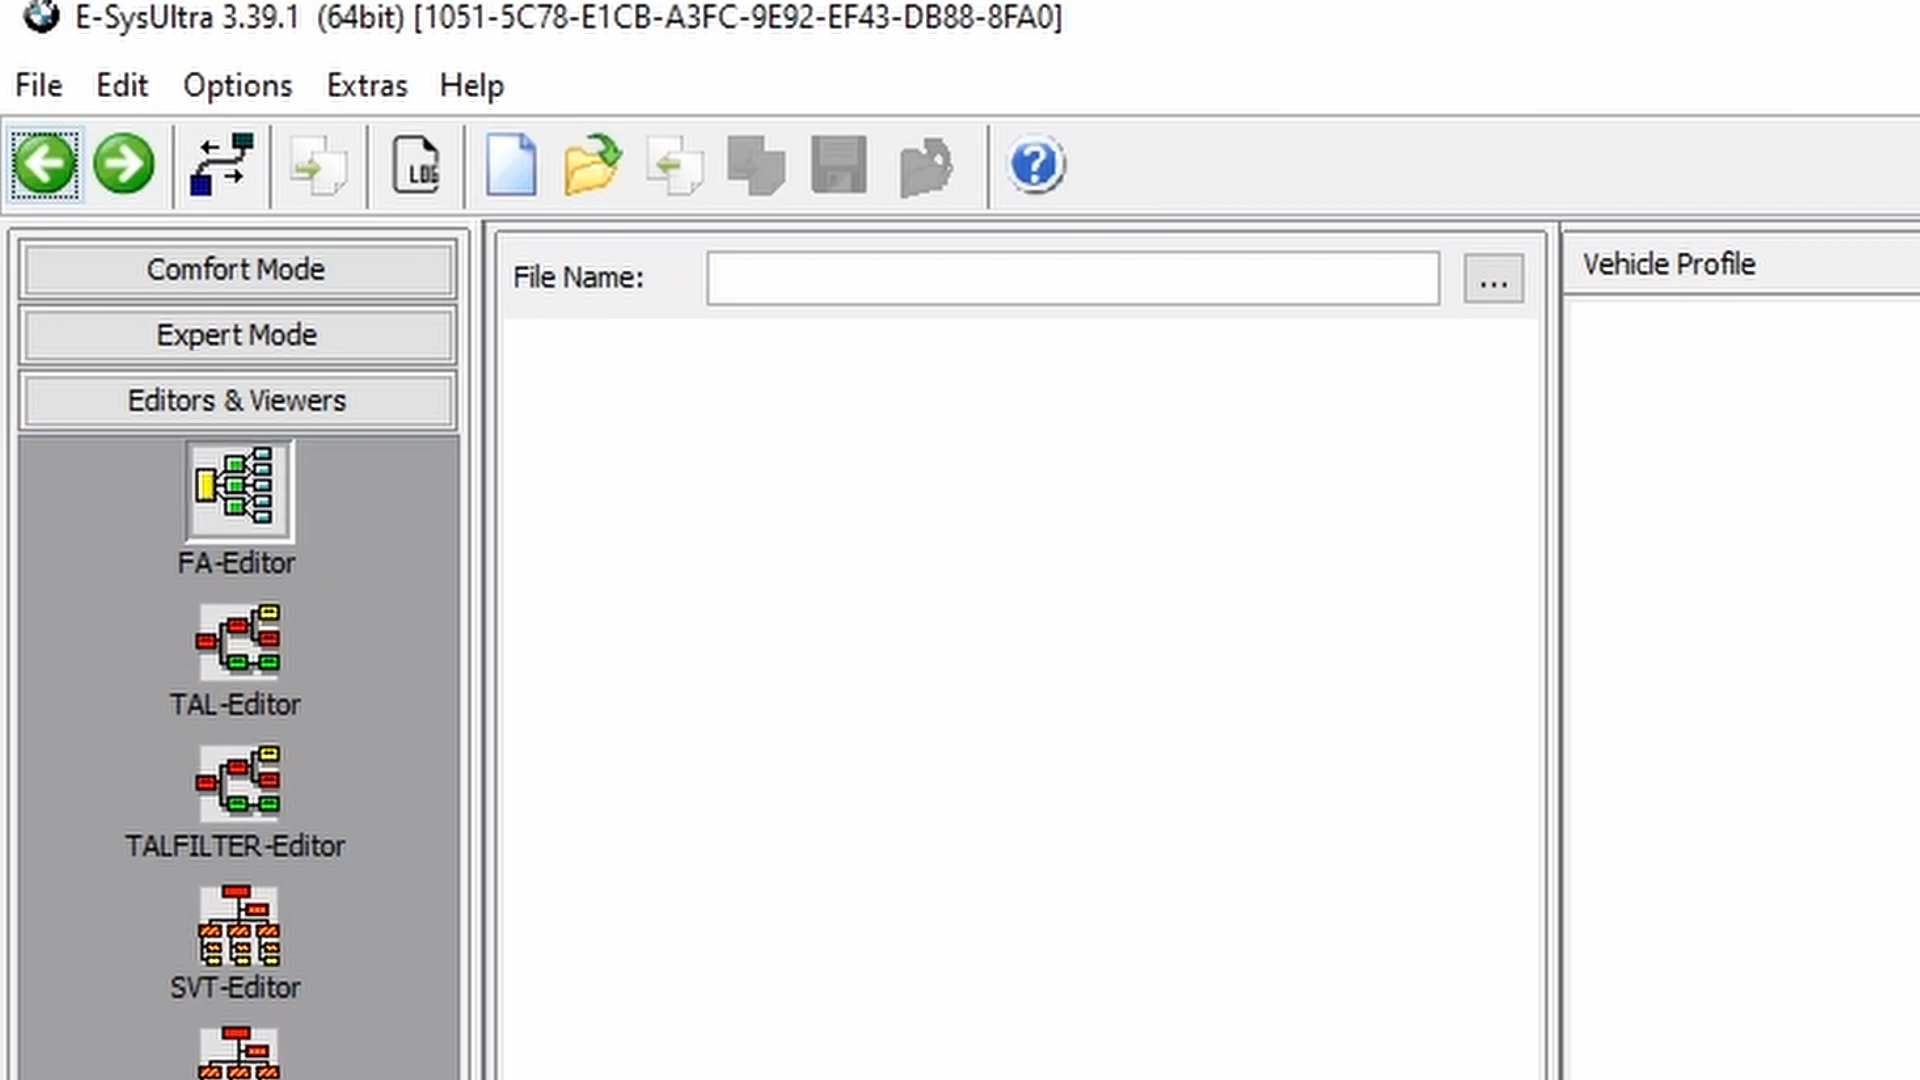 E-SysUltra 3.39.1 (64bit) [1051-5C78-E1CB-A3FC-9E92-EF43-DB88-8FA0]
File Edit Options Extras Help
LOG
?
Comfort Mode
File Name:
...
Vehicle Profile
Expert Mode
Editors & Viewers
FA-Editor
TAL-Editor
TALFILTER-Editor
SVT-Editor